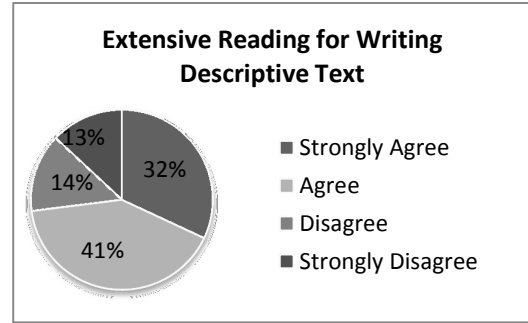 Extensive Reading for Writing
Descriptive Text
13%
32%
14%
41%
Strongly Agree
Agree
Disagree
Strongly Disagree